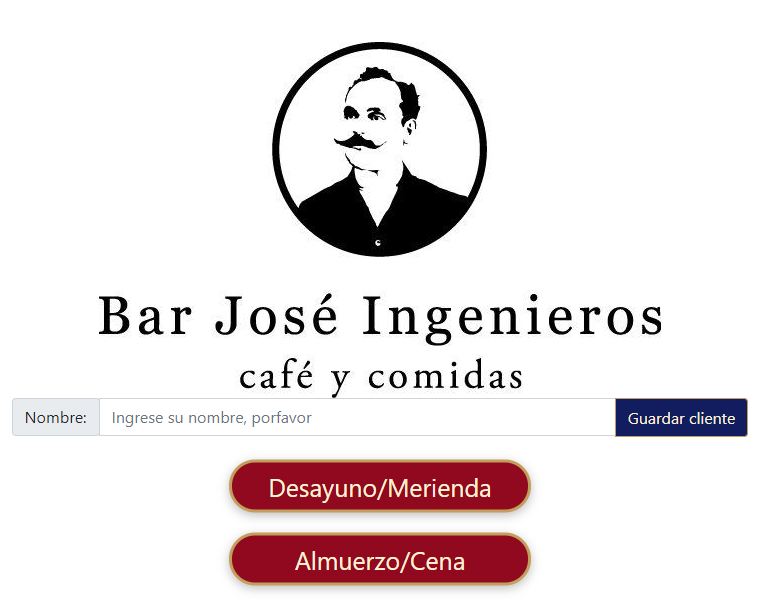 Bar José Ingenieros
café y comidas
Nombre: Ingrese su nombre, porfavor Guardar cliente
Desayuno/Merienda
Almuerzo/Cena